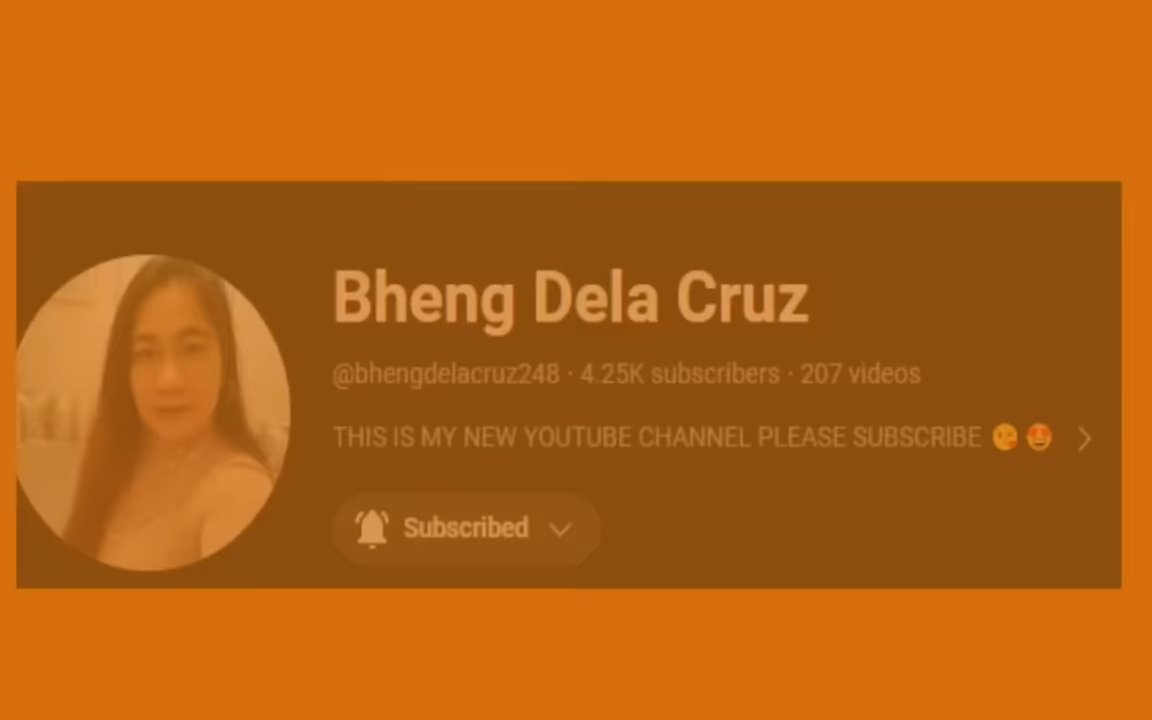 Bheng Dela Cruz
@bhengdelacruz248 · 4.25K subscribers · 207 videos
THIS IS MY NEW YOUTUBE CHANNEL PLEASE SUBSCRIBE 😘 🤩
Subscribed